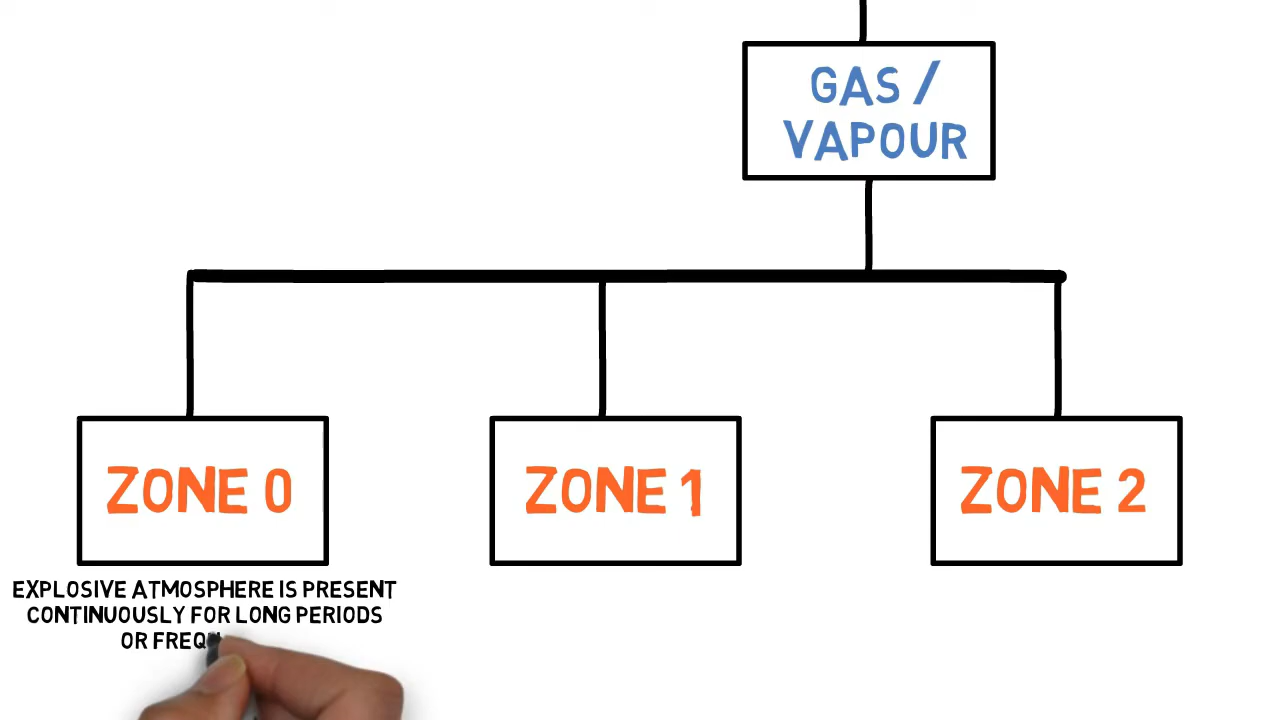 GAS /
VAPOUR
ZONE 0
ZONE 1
ZONE 2
EXPLOSIVE ATMOSPHERE IS PRESENT
CONTINUOUSLY FOR LONG PERIODS
OR